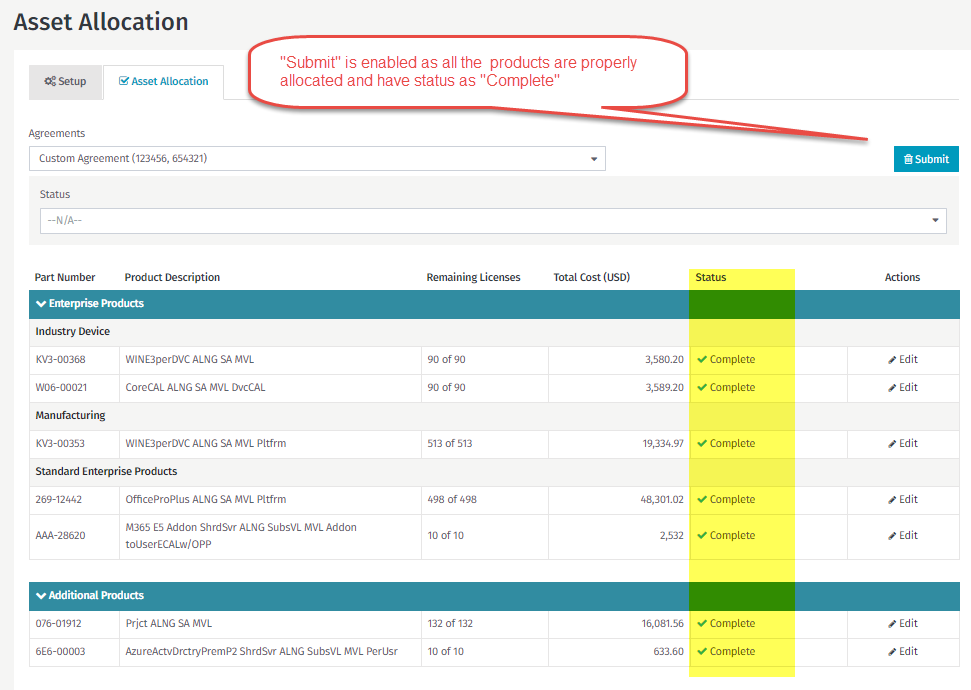 Asset Allocation
"Submit" is enabled as all the products are properly
allocated and have status as "Complete"
Setup
Asset Allocation
Agreements
Custom Agreement (123456, 654321)
Submit
Status
--N/A--
Part Number Product Description Remaining Licenses Total Cost (USD) Status Actions
Enterprise Products
Industry Device
KV3-00368 WINE3perDVC ALNG SA MVL 90 of 90 3,580.20 Complete Edit
W06-00021 CoreCAL ALNG SA MVL DvcCAL 90 of 90 3,589.20 Complete Edit
Manufacturing
KV3-00353 WINE3perDVC ALNG SA MVL Pltfrm 513 of 513 19,334.97 Complete Edit
Standard Enterprise Products
269-12442 OfficeProPlus ALNG SA MVL Pltfrm 498 of 498 48,301.02 Complete Edit
AAA-28620 M365 E5 Addon ShrdSvr ALNG SubsVL MVL Addon
toUserECALw/OPP 10 of 10 2,532 Complete Edit
Additional Products
076-01912 Prjct ALNG SA MVL 132 of 132 16,081.56 Complete Edit
6E6-00003 AzureActvDrctryPremP2 ShrdSvr ALNG SubsVL MVL PerUsr 10 of 10 633.60 Complete Edit